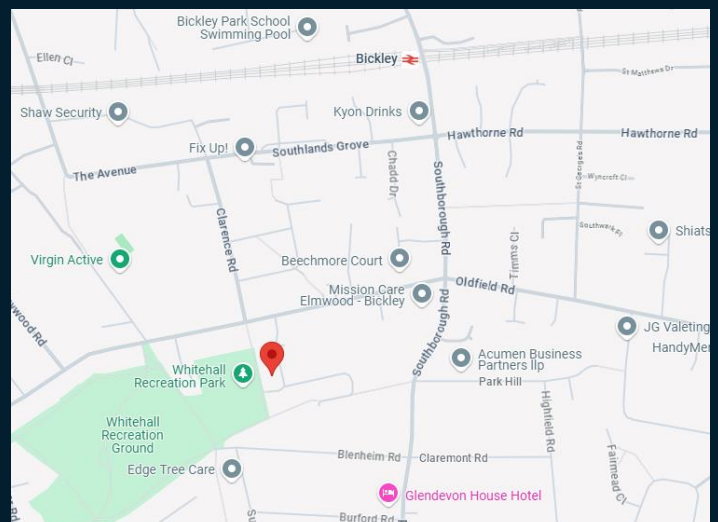 Bickley Park School
Swimming Pool
Ellen Cl
Bickley
St Matthews Dr
Shaw Security
Kyon Drinks
Fix Up!
Southlands Grove
Hawthorne Rd
Hawthorne Rd
The Avenue
Chadd Dr
Southborough Rd
St Georges Rd
Wyncroft Cl
Clarence Rd
Southwark Pl
Shiats
Virgin Active
Beechmore Court
Timms Cl
Mission Care
Elmwood - Bickley
Oldfield Rd
kwood Rd
Southborough Rd
JG Valeting
HandyMen
Acumen Business
Partners llp
Park Hill
Whitehall
Recreation Park
Whitehall
Recreation
Ground
Highfield Rd
Blenheim Rd
Claremont Rd
Fairmead Cl
Edge Tree Care
Glendevon House Hotel
Burford Rd
Rd